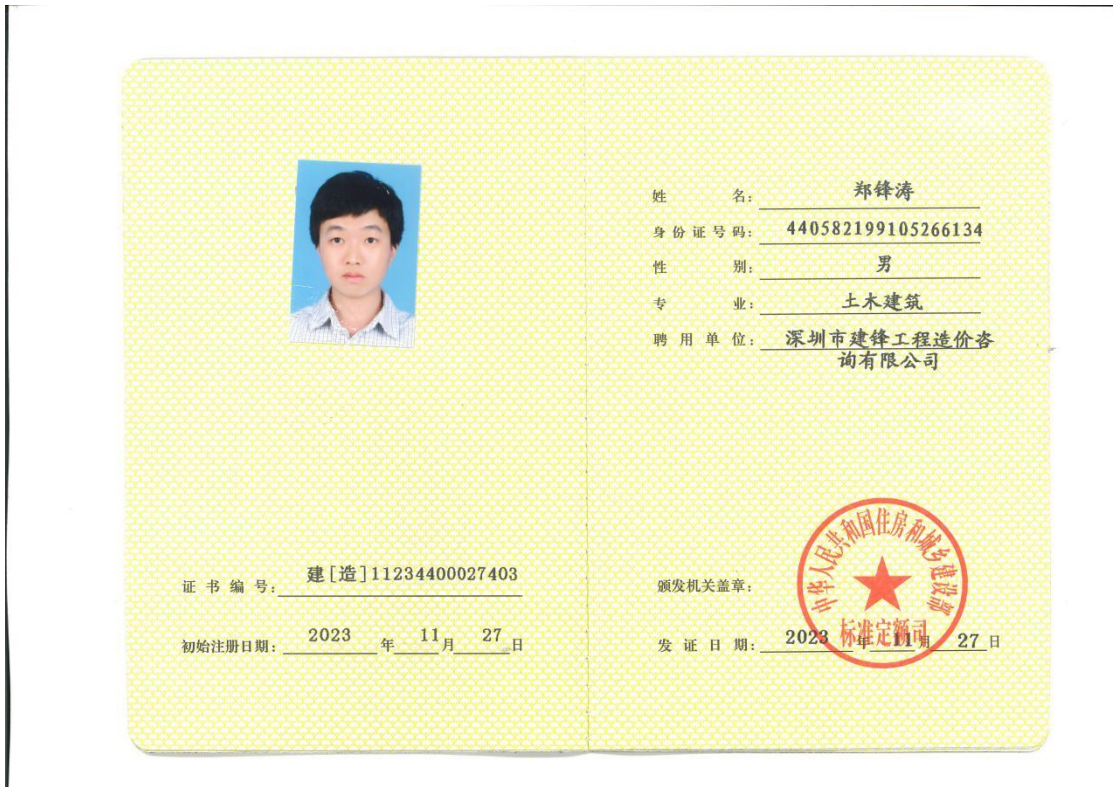 姓名：郑锋涛
身份证号码：440582199105266134
性别：男
专业：土木建筑
聘用单位：深圳市建锋工程造价咨
询有限公司
证书编号：建[造]11234400027403
初始注册日期：2023年11月27日
颁发机关盖章：
中华人民共和国住房和城乡建设部
标准定额司
发证日期：2023年11月27日